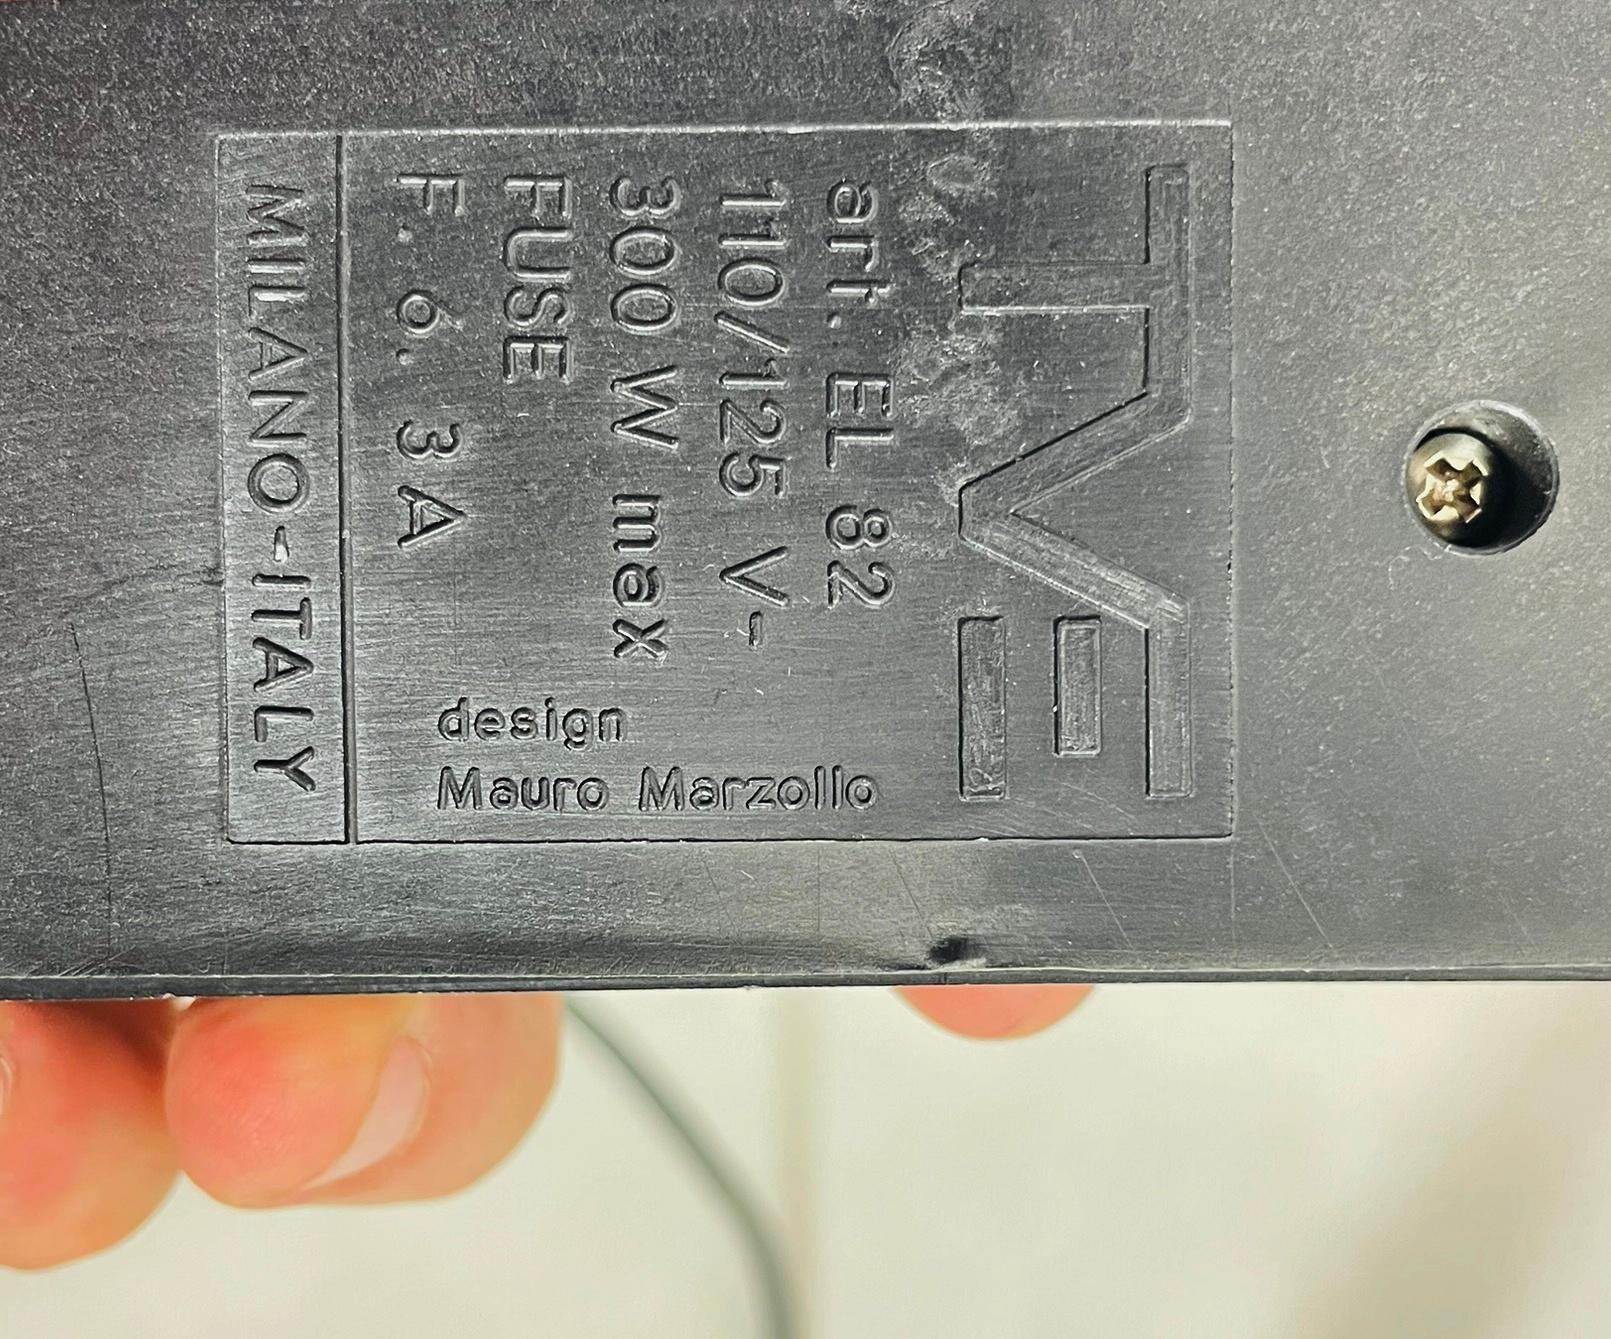 TVE
art. EL 82
110/125 V-
300 W max
FUSE
F. 6. 3 A
design
Mauro Marzollo
MILANO-ITALY